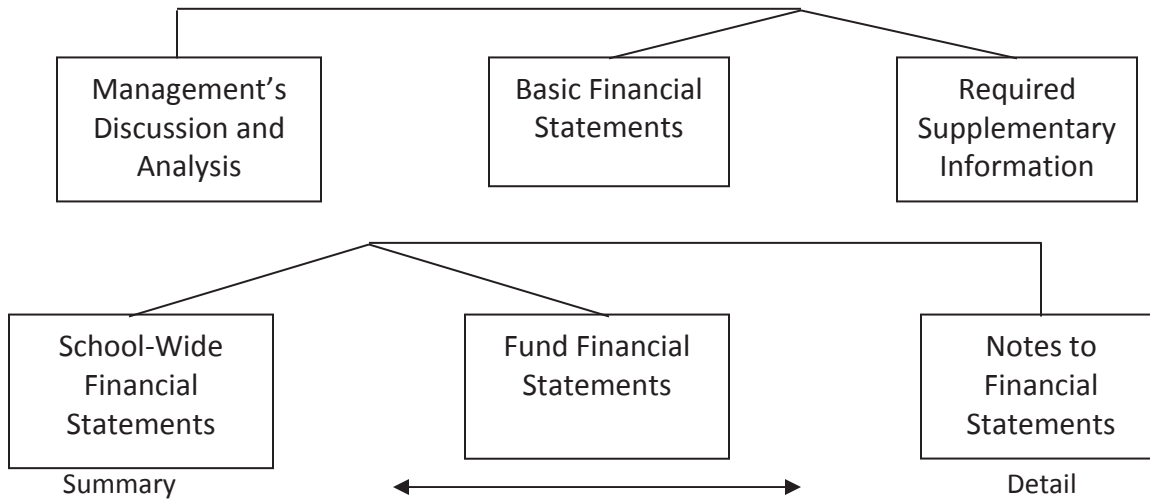 Management’s
Discussion and
Analysis
Basic Financial
Statements
Required
Supplementary
Information
School-Wide
Financial
Statements
Fund Financial
Statements
Notes to
Financial
Statements
Summary
Detail